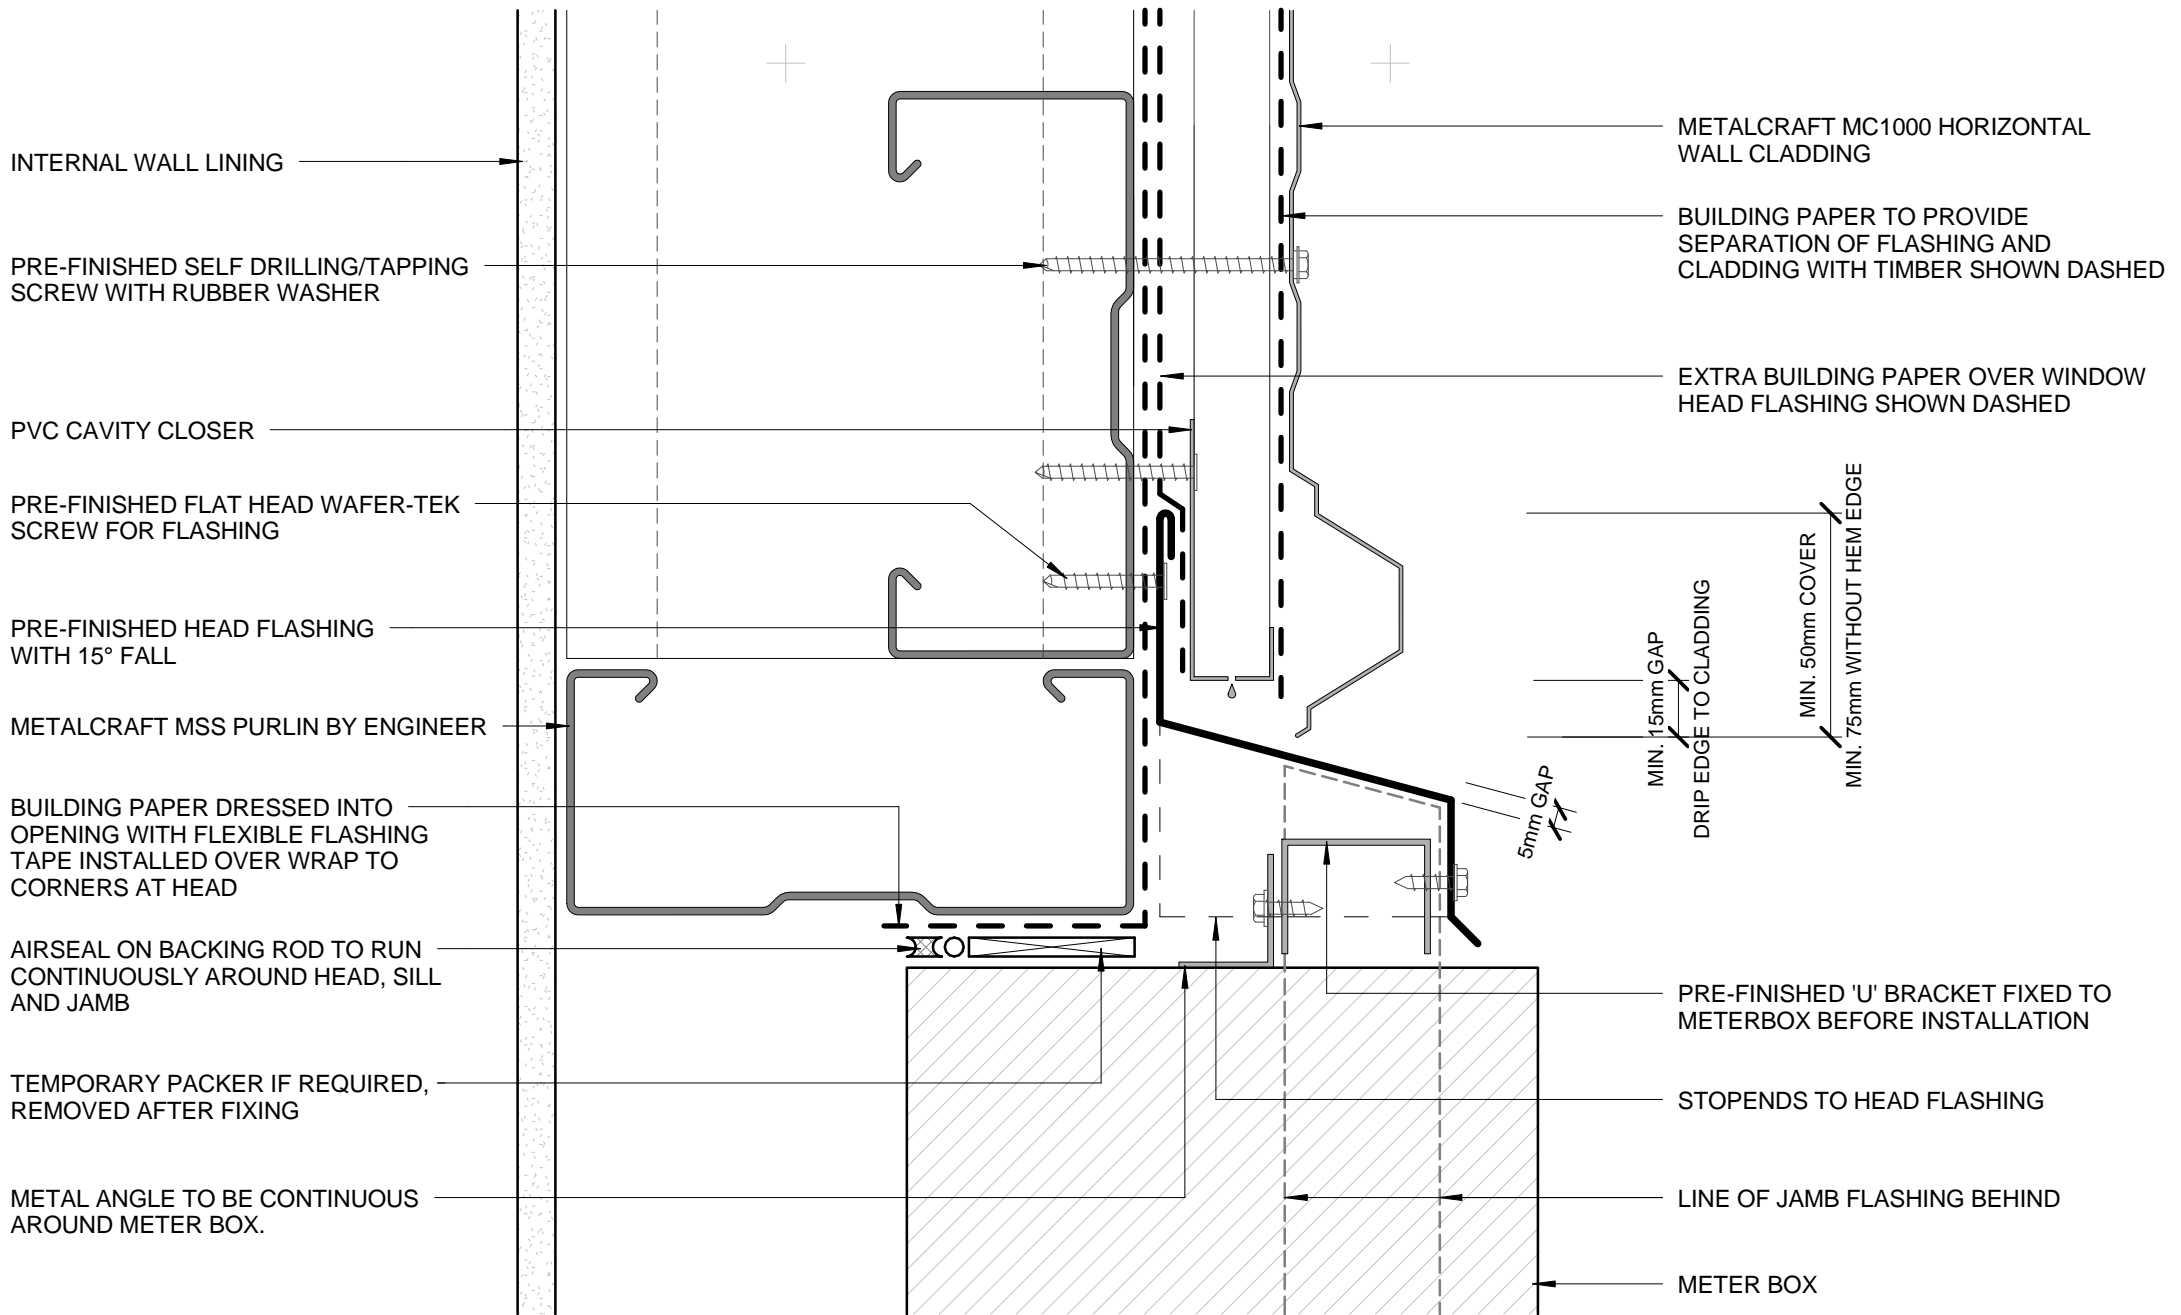 INTERNAL WALL LINING
PRE-FINISHED SELF DRILLING/TAPPING
SCREW WITH RUBBER WASHER
PVC CAVITY CLOSER
PRE-FINISHED FLAT HEAD WAFER-TEK
SCREW FOR FLASHING
PRE-FINISHED HEAD FLASHING
WITH 15° FALL
METALCRAFT MSS PURLIN BY ENGINEER
BUILDING PAPER DRESSED INTO
OPENING WITH FLEXIBLE FLASHING
TAPE INSTALLED OVER WRAP TO
CORNERS AT HEAD
AIRSEAL ON BACKING ROD TO RUN
CONTINUOUSLY AROUND HEAD, SILL
AND JAMB
TEMPORARY PACKER IF REQUIRED,
REMOVED AFTER FIXING
METAL ANGLE TO BE CONTINUOUS
AROUND METER BOX.
METALCRAFT MC1000 HORIZONTAL
WALL CLADDING
BUILDING PAPER TO PROVIDE
SEPARATION OF FLASHING AND
CLADDING WITH TIMBER SHOWN DASHED
EXTRA BUILDING PAPER OVER WINDOW
HEAD FLASHING SHOWN DASHED
5mm GAP
MIN. 15mm GAP
DRIP EDGE TO CLADDING
MIN. 50mm COVER
MIN. 75mm WITHOUT HEM EDGE
PRE-FINISHED 'U' BRACKET FIXED TO
METERBOX BEFORE INSTALLATION
STOPENDS TO HEAD FLASHING
LINE OF JAMB FLASHING BEHIND
METER BOX